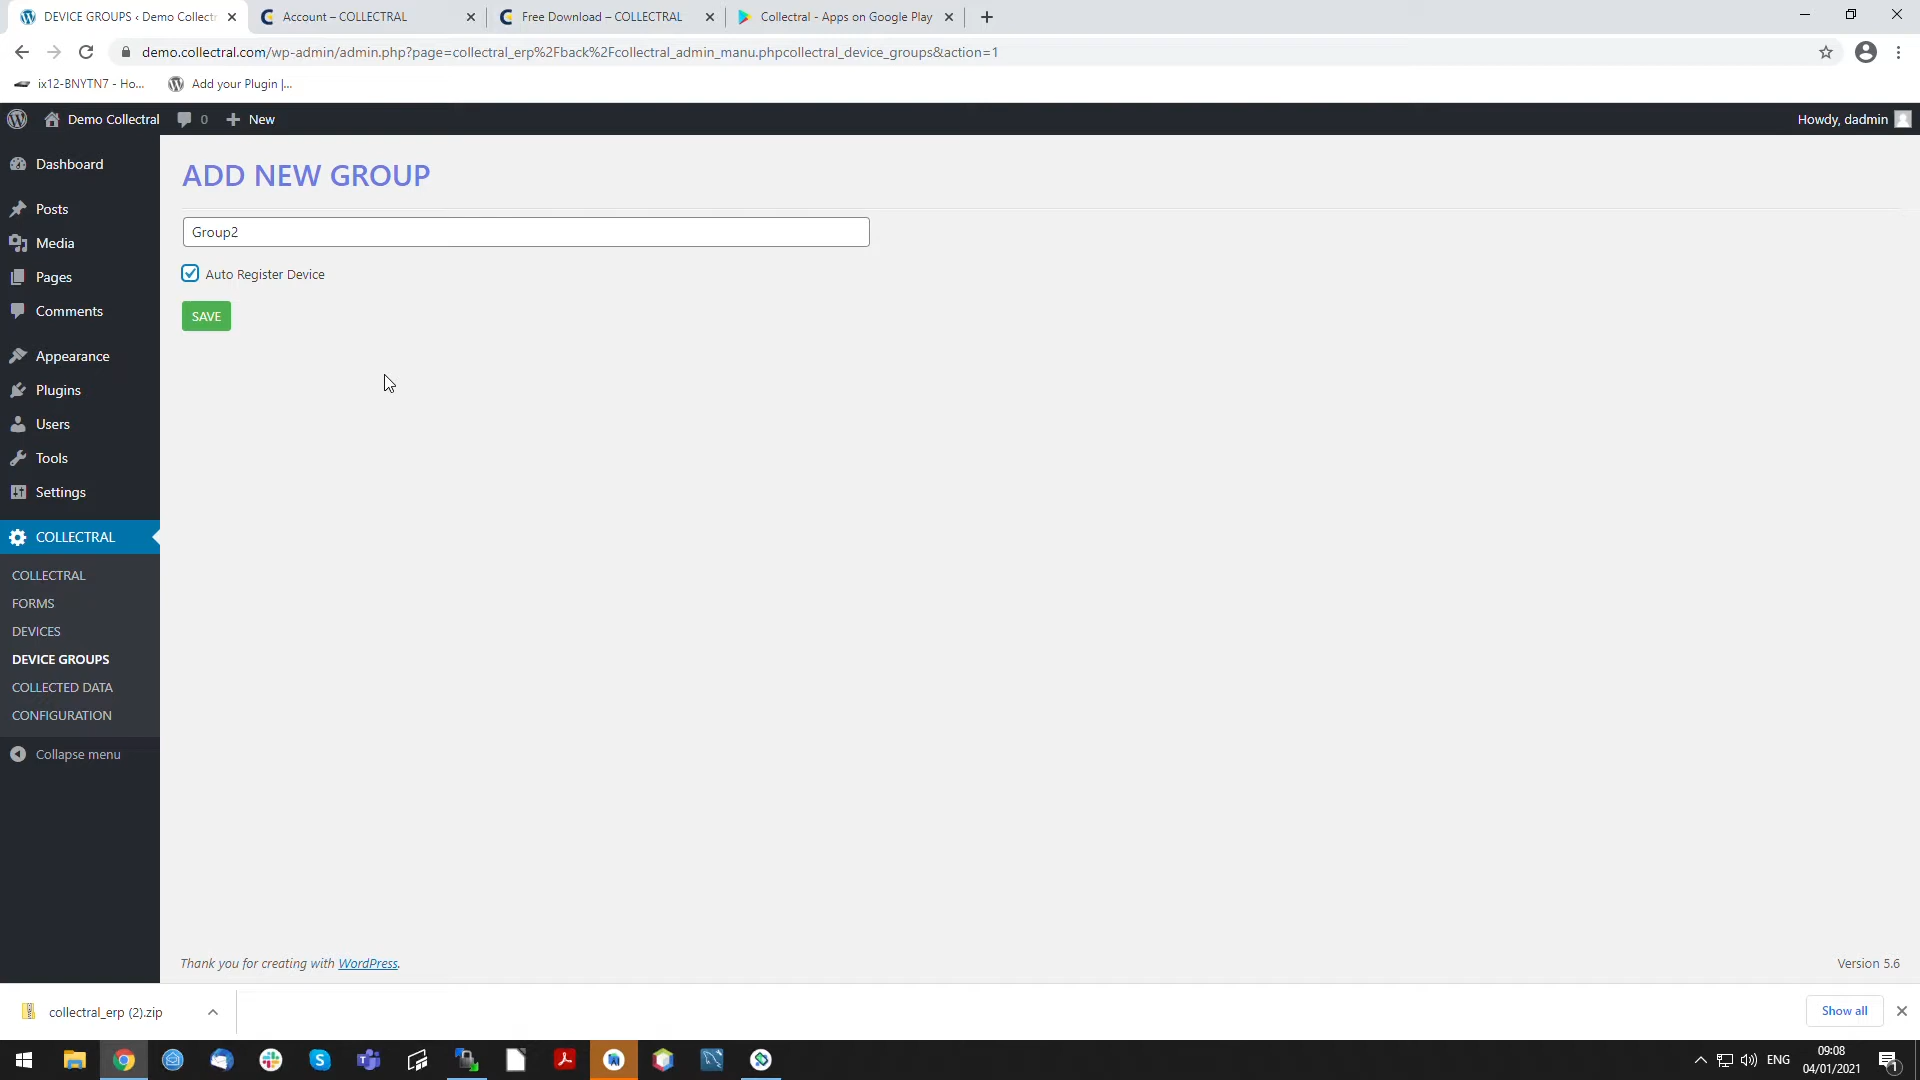 DEVICE GROUPS ‹ Demo Collectr
Account – COLLECTRAL
Free Download – COLLECTRAL
Collectral - Apps on Google Play
demo.collectral.com/wp-admin/admin.php?page=collectral_erp%2Fback%2Fcollectral_admin_manu.phpcollectral_device_groups&action=1
ix12-BNYTN7 - Ho...
Add your Plugin |...
Demo Collectral
0
New
Howdy, dadmin
Dashboard
Posts
Media
Pages
Comments
Appearance
Plugins
Users
Tools
Settings
COLLECTRAL
COLLECTRAL
FORMS
DEVICES
DEVICE GROUPS
COLLECTED DATA
CONFIGURATION
Collapse menu
ADD NEW GROUP
Group2
Auto Register Device
SAVE
Thank you for creating with WordPress.
Version 5.6
collectral_erp (2).zip
Show all
ENG
09:08
04/01/2021
1